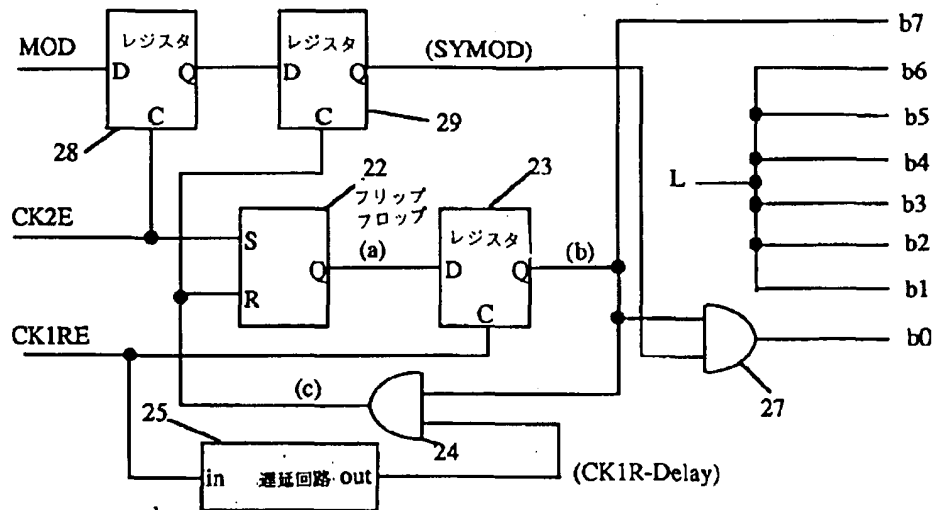 MOD
レジスタ
D
Q
C
28
レジスタ
D
Q
C
29
(SYMOD)
b7
b6
b5
b4
b3
b2
b1
b0
L
CK2E
22
フリップ
フロップ
S
R
Q
(a)
23
レジスタ
D
Q
C
(b)
CK1RE
(c)
24
27
25
in
遅延回路
out
(CK1R-Delay)